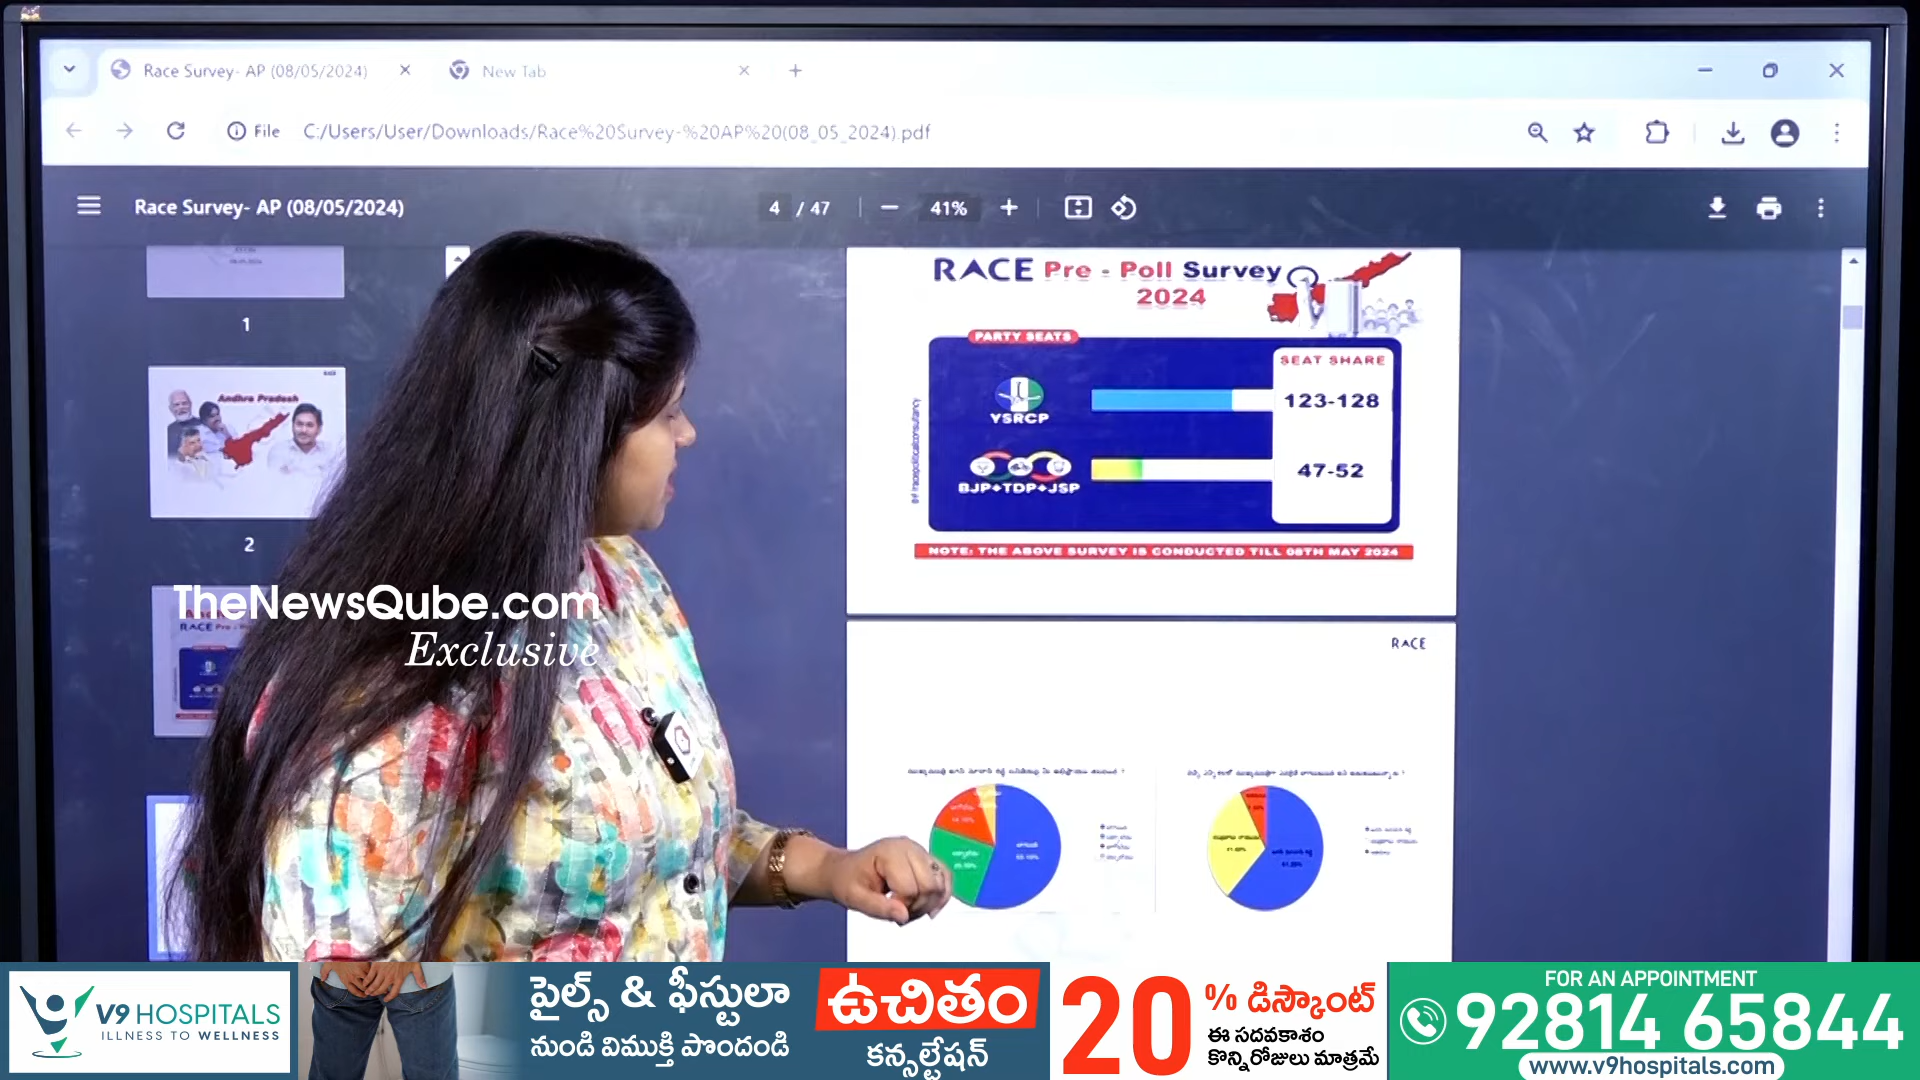 Race Survey- AP (08/05/2024)
New Tab
File
C:/Users/User/Downloads/Race%20Survey-%20AP%20(08_05_2024).pdf
Race Survey- AP (08/05/2024)
4 / 47
41%
1
RACE
Andhra Pradesh
2
RACE Pre - Poll Survey
2024
PARTY SEATS
SEAT SHARE
YSRCP
123-128
BJP+TDP+JSP
47-52
NOTE: THE ABOVE SURVEY IS CONDUCTED TILL 08TH MAY 2024
RACE
TheNewsQube.com
Exclusive
V9 HOSPITALS
ILLNESS TO WELLNESS
పైల్స్ & ఫిస్టులా
నుండి విముక్తి పొందండి
ఉచితం
కన్సల్టేషన్
20 % డిస్కౌంట్
ఈ సదవకాశం
కొన్నిరోజులు మాత్రమే
FOR AN APPOINTMENT
92814 65844
www.v9hospitals.com